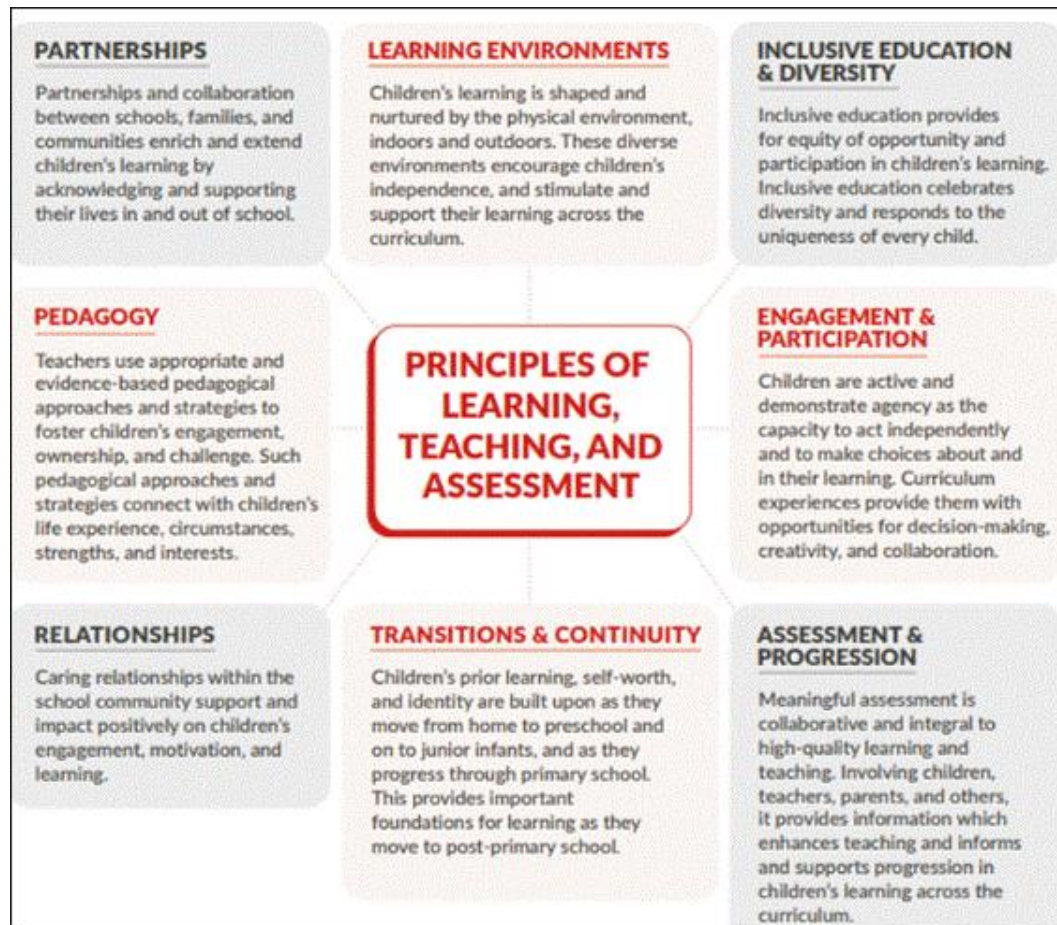 PARTNERSHIPS
Partnerships and collaboration
between schools, families, and
communities enrich and extend
children's learning by
acknowledging and supporting
their lives in and out of school.
LEARNING ENVIRONMENTS
Children's learning is shaped and
nurtured by the physical environment,
indoors and outdoors. These diverse
environments encourage children's
independence, and stimulate and
support their learning across the
curriculum.
INCLUSIVE EDUCATION
& DIVERSITY
Inclusive education provides
for equity of opportunity and
participation in children's learning.
Inclusive education celebrates
diversity and responds to the
uniqueness of every child.
PEDAGOGY
Teachers use appropriate and
evidence-based pedagogical
approaches and strategies to
foster children's engagement,
ownership, and challenge. Such
pedagogical approaches and
strategies connect with children's
life experience, circumstances,
strengths, and interests.
PRINCIPLES OF
LEARNING,
TEACHING, AND
ASSESSMENT
ENGAGEMENT &
PARTICIPATION
Children are active and
demonstrate agency as the
capacity to act independently
and to make choices about and
in their learning. Curriculum
experiences provide them with
opportunities for decision-making,
creativity, and collaboration.
RELATIONSHIPS
Caring relationships within the
school community support and
impact positively on children's
engagement, motivation, and
learning.
TRANSITIONS & CONTINUITY
Children's prior learning, self-worth,
and identity are built upon as they
move from home to preschool and
on to junior infants, and as they
progress through primary school.
This provides important
foundations for learning as they
move to post-primary school.
ASSESSMENT &
PROGRESSION
Meaningful assessment is
collaborative and integral to
high-quality learning and
teaching. Involving children,
teachers, parents, and others,
it provides information which
enhances teaching and informs
and supports progression in
children's learning across the
curriculum.